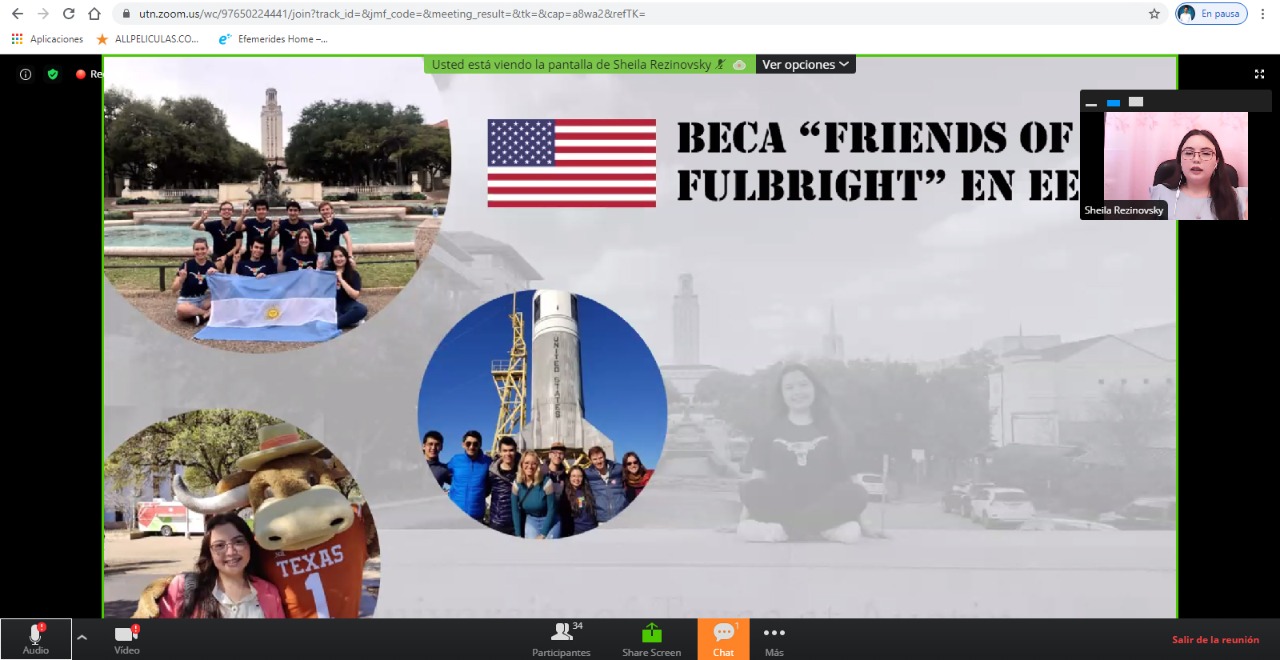 utn.zoom.us/wc/97650224441/join?track_id=&jmf_code=&meeting_result=&tk=&cap=a8wa2&refTK=
En pausa
Aplicaciones
ALLPELICULAS.CO...
Efemerides Home –...
Re
Usted está viendo la pantalla de Sheila Rezinovsky
Ver opciones
BECA “FRIENDS OF
FULBRIGHT” EN EE
Sheila Rezinovsky
UNITED STATES
TEXAS
1
Audio
Vídeo
34
Participantes
Share Screen
1
Chat
Más
Salir de la reunión